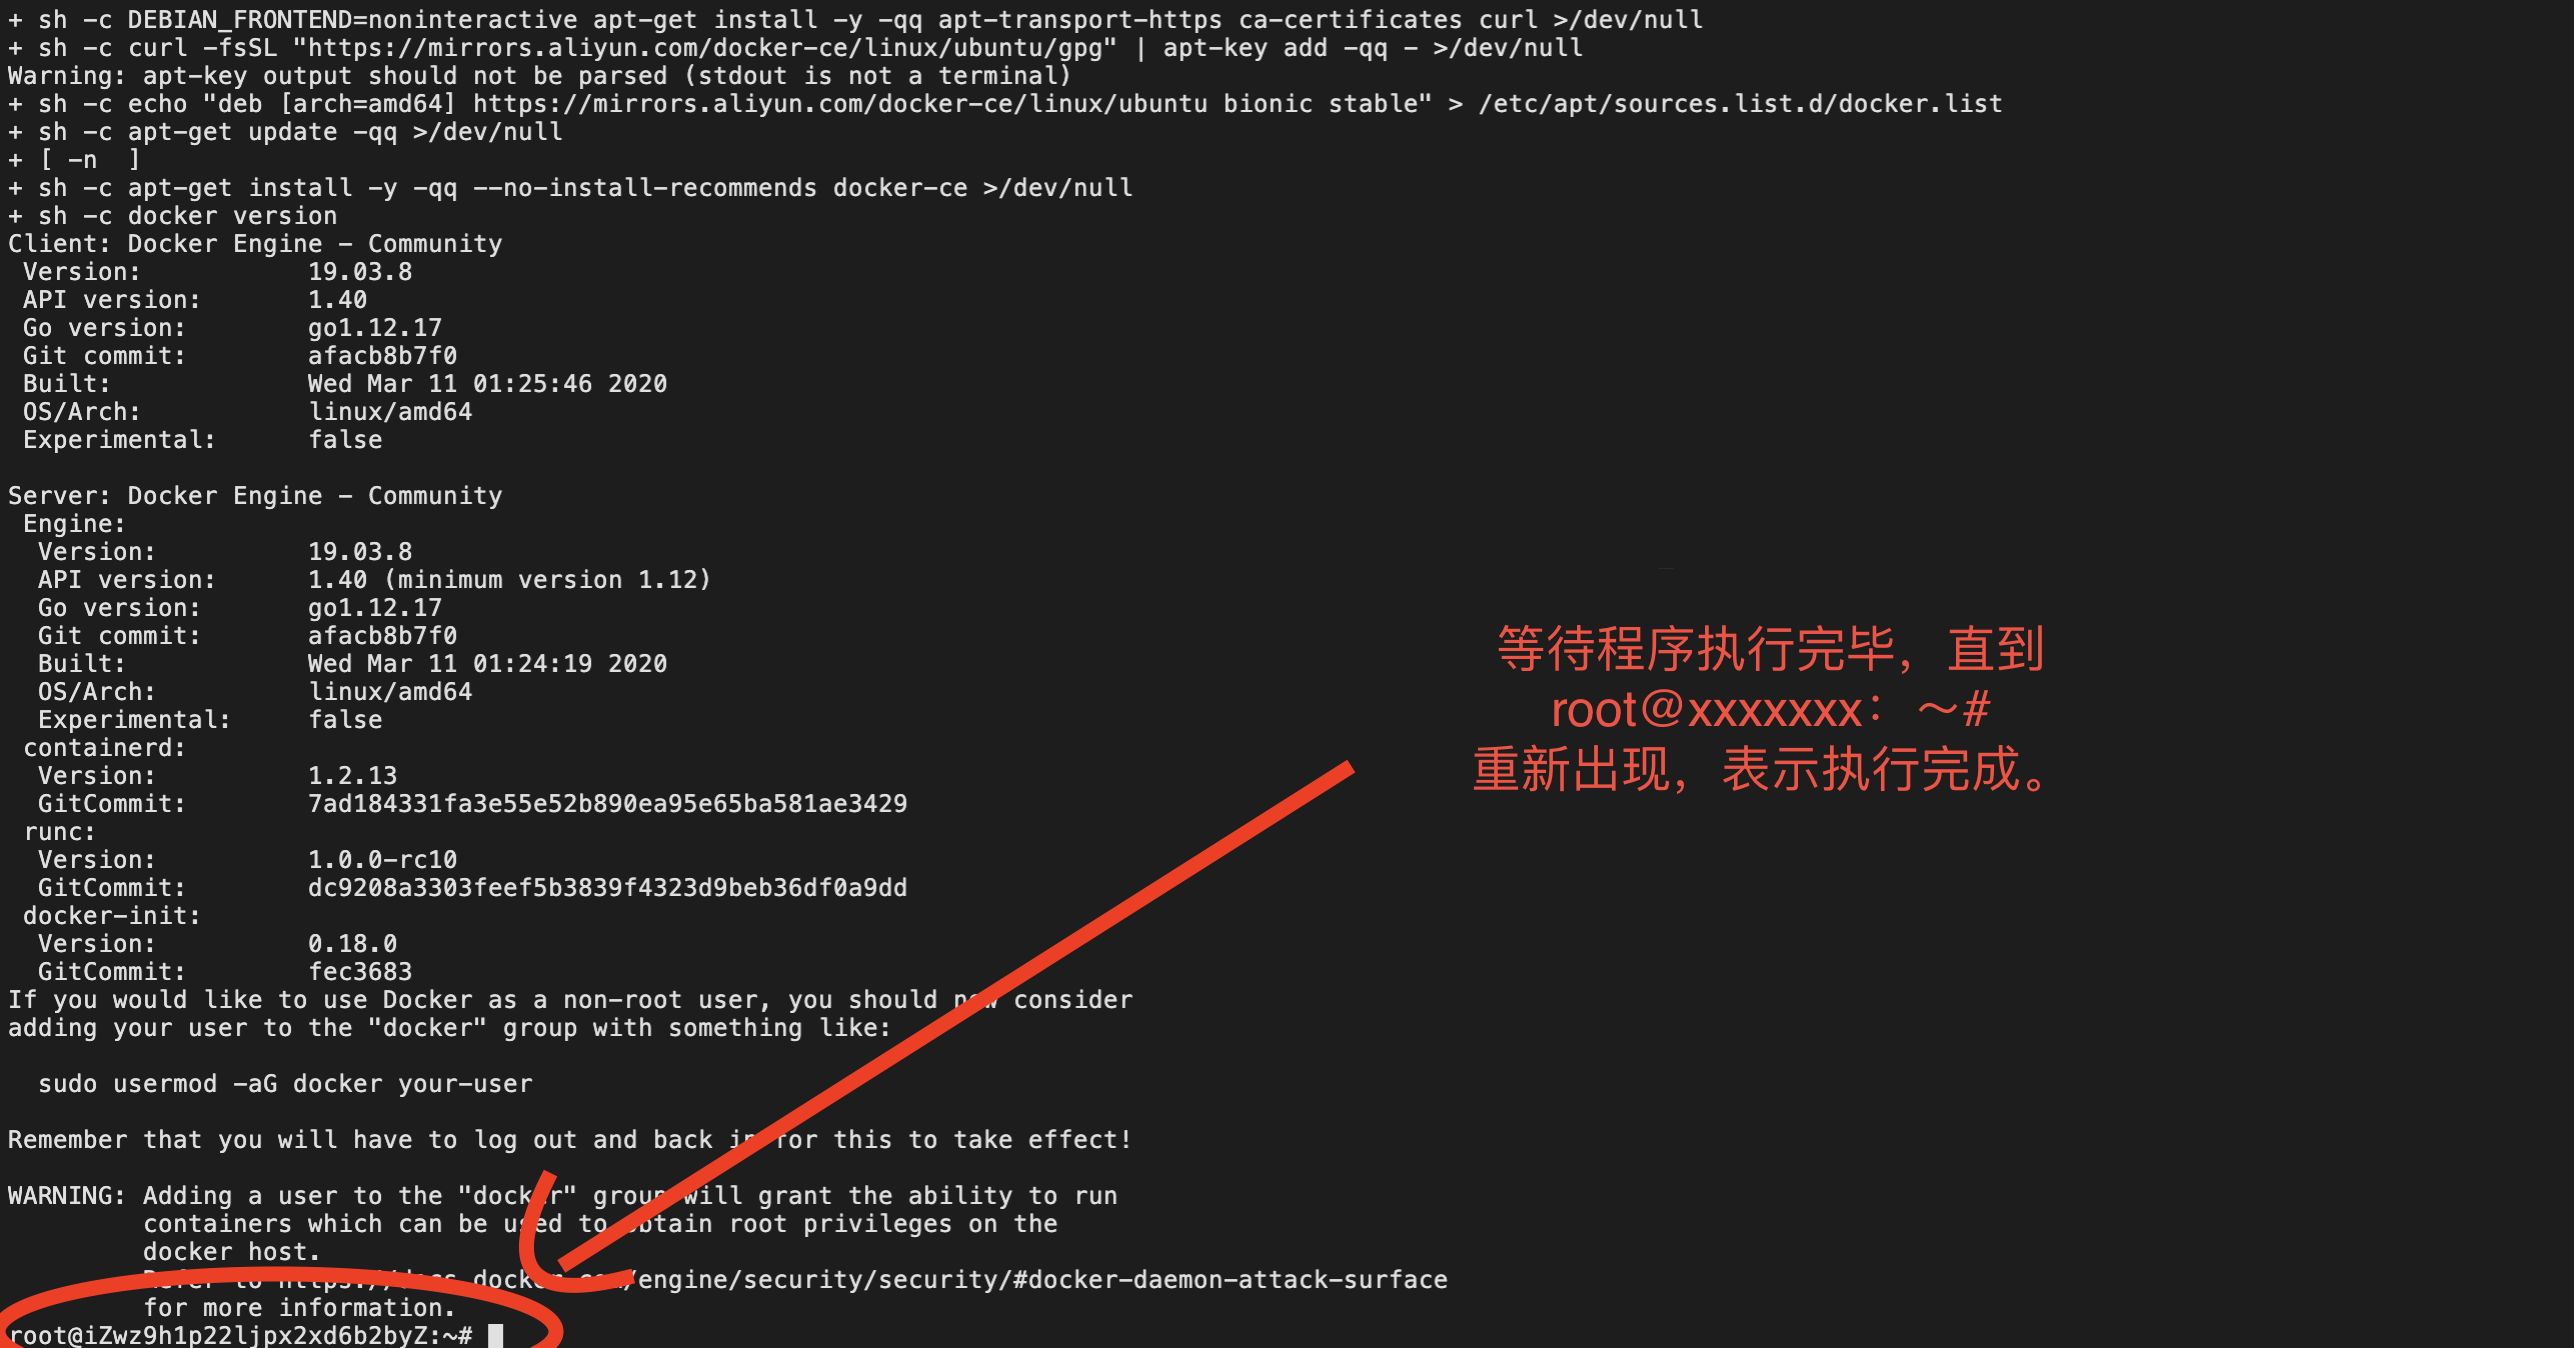 + sh -c DEBIAN_FRONTEND=noninteractive apt-get install -y -qq apt-transport-https ca-certificates curl >/dev/null
+ sh -c curl -fsSL "https://mirrors.aliyun.com/docker-ce/linux/ubuntu/gpg" | apt-key add -qq - >/dev/null
Warning: apt-key output should not be parsed (stdout is not a terminal)
+ sh -c echo "deb [arch=amd64] https://mirrors.aliyun.com/docker-ce/linux/ubuntu bionic stable" > /etc/apt/sources.list.d/docker.list
+ sh -c apt-get update -qq >/dev/null
+ [ -n  ]
+ sh -c apt-get install -y -qq --no-install-recommends docker-ce >/dev/null
+ sh -c docker version
Client: Docker Engine - Community
 Version:           19.03.8
 API version:       1.40
 Go version:        go1.12.17
 Git commit:        afacb8b7f0
 Built:             Wed Mar 11 01:25:46 2020
 OS/Arch:           linux/amd64
 Experimental:      false

Server: Docker Engine - Community
 Engine:
  Version:          19.03.8
  API version:      1.40 (minimum version 1.12)
  Go version:       go1.12.17
  Git commit:       afacb8b7f0
  Built:            Wed Mar 11 01:24:19 2020
  OS/Arch:          linux/amd64
  Experimental:     false
 containerd:
  Version:          1.2.13
  GitCommit:        7ad184331fa3e55e52b890ea95e65ba581ae3429
 runc:
  Version:          1.0.0-rc10
  GitCommit:        dc9208a3303feef5b3839f4323d9beb36df0a9dd
 docker-init:
  Version:          0.18.0
  GitCommit:        fec3683
If you would like to use Docker as a non-root user, you should now consider
adding your user to the "docker" group with something like:

  sudo usermod -aG docker your-user

Remember that you will have to log out and back in for this to take effect!

WARNING: Adding a user to the "docker" group will grant the ability to run
         containers which can be used to obtain root privileges on the
         docker host.
         Refer to https://docs.docker.com/engine/security/security/#docker-daemon-attack-surface
         for more information.
root@iZwz9h1p22ljpx2xd6b2byZ:~#
等待程序执行完毕，直到
root@xxxxxxx：～#
重新出现，表示执行完成。